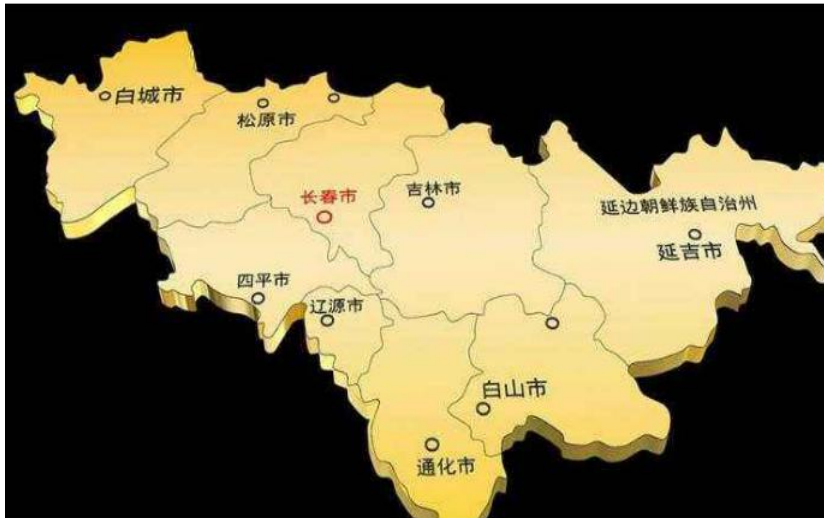 白城市
松原市
长春市
吉林市
延边朝鲜族自治州
延吉市
四平市
辽源市
白山市
通化市